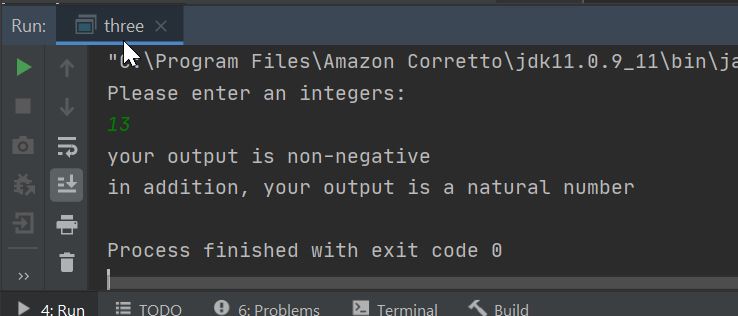 Run: three
"C:\Program Files\Amazon Corretto\jdk11.0.9_11\bin\ja
Please enter an integers:
13
your output is non-negative
in addition, your output is a natural number
Process finished with exit code 0
4: Run TODO 6: Problems Terminal Build